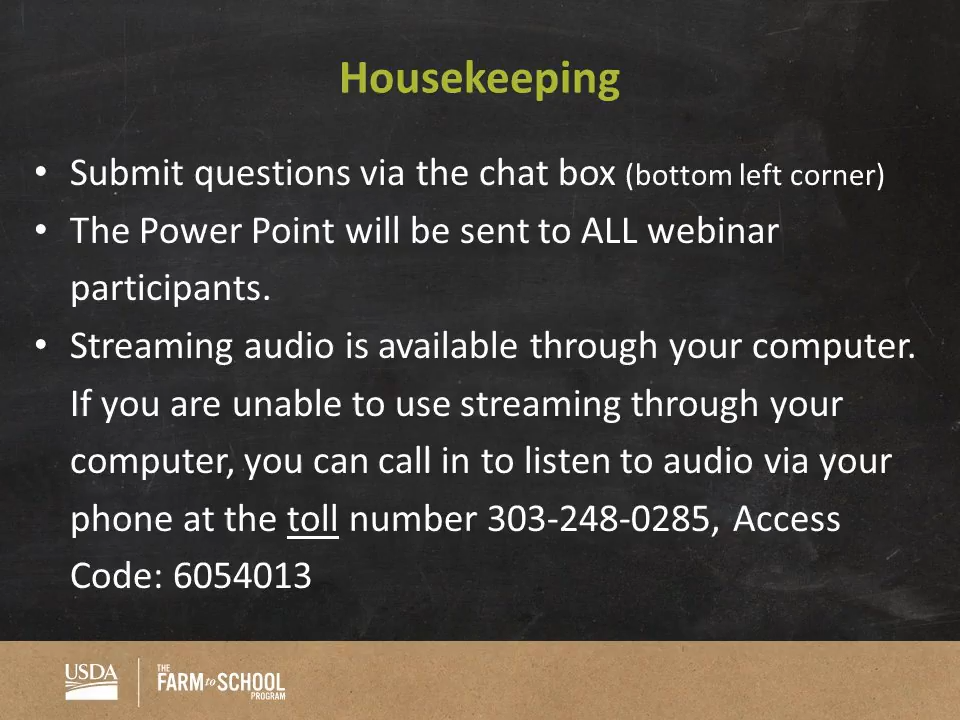 Housekeeping
• Submit questions via the chat box (bottom left corner)
• The Power Point will be sent to ALL webinar
participants.
• Streaming audio is available through your computer.
If you are unable to use streaming through your
computer, you can call in to listen to audio via your
phone at the toll number 303-248-0285, Access
Code: 6054013
USDA
THE
FARM to SCHOOL
PROGRAM